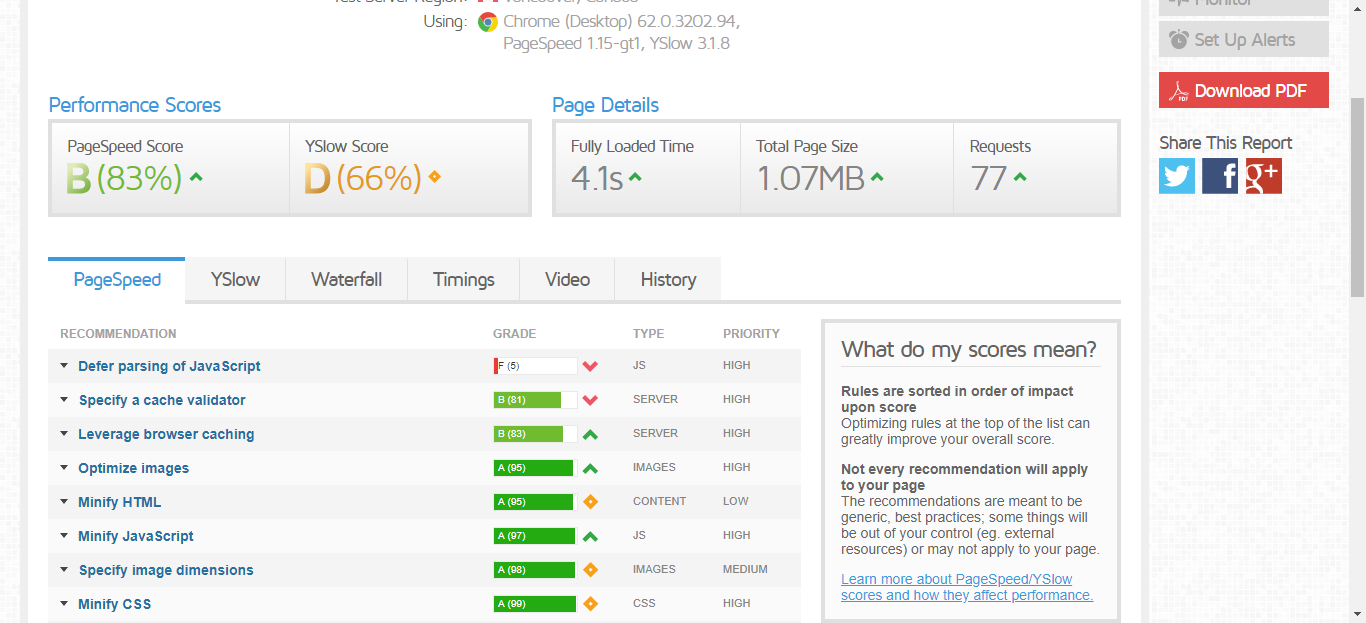 Test Server Region:
Vancouver, Canada
Using: Chrome (Desktop) 62.0.3202.94,
PageSpeed 1.15-gt1, YSlow 3.1.8
Performance Scores
PageSpeed Score
B (83%)
YSlow Score
D (66%)
Page Details
Fully Loaded Time
4.1s
Total Page Size
1.07MB
Requests
77
PageSpeed YSlow Waterfall Timings Video History
RECOMMENDATION GRADE TYPE PRIORITY
Defer parsing of JavaScript F (5) JS HIGH
Specify a cache validator B (81) SERVER HIGH
Leverage browser caching B (83) SERVER HIGH
Optimize images A (95) IMAGES HIGH
Minify HTML A (95) CONTENT LOW
Minify JavaScript A (97) JS HIGH
Specify image dimensions A (98) IMAGES MEDIUM
Minify CSS A (99) CSS HIGH
What do my scores mean?
Rules are sorted in order of impact
upon score
Optimizing rules at the top of the list can
greatly improve your overall score.
Not every recommendation will apply
to your page
The recommendations are meant to be
generic, best practices; some things will
be out of your control (eg. external
resources) or may not apply to your page.
Learn more about PageSpeed/YSlow
scores and how they affect performance.
Monitor
Set Up Alerts
PDF
Download PDF
Share This Report
f
g+